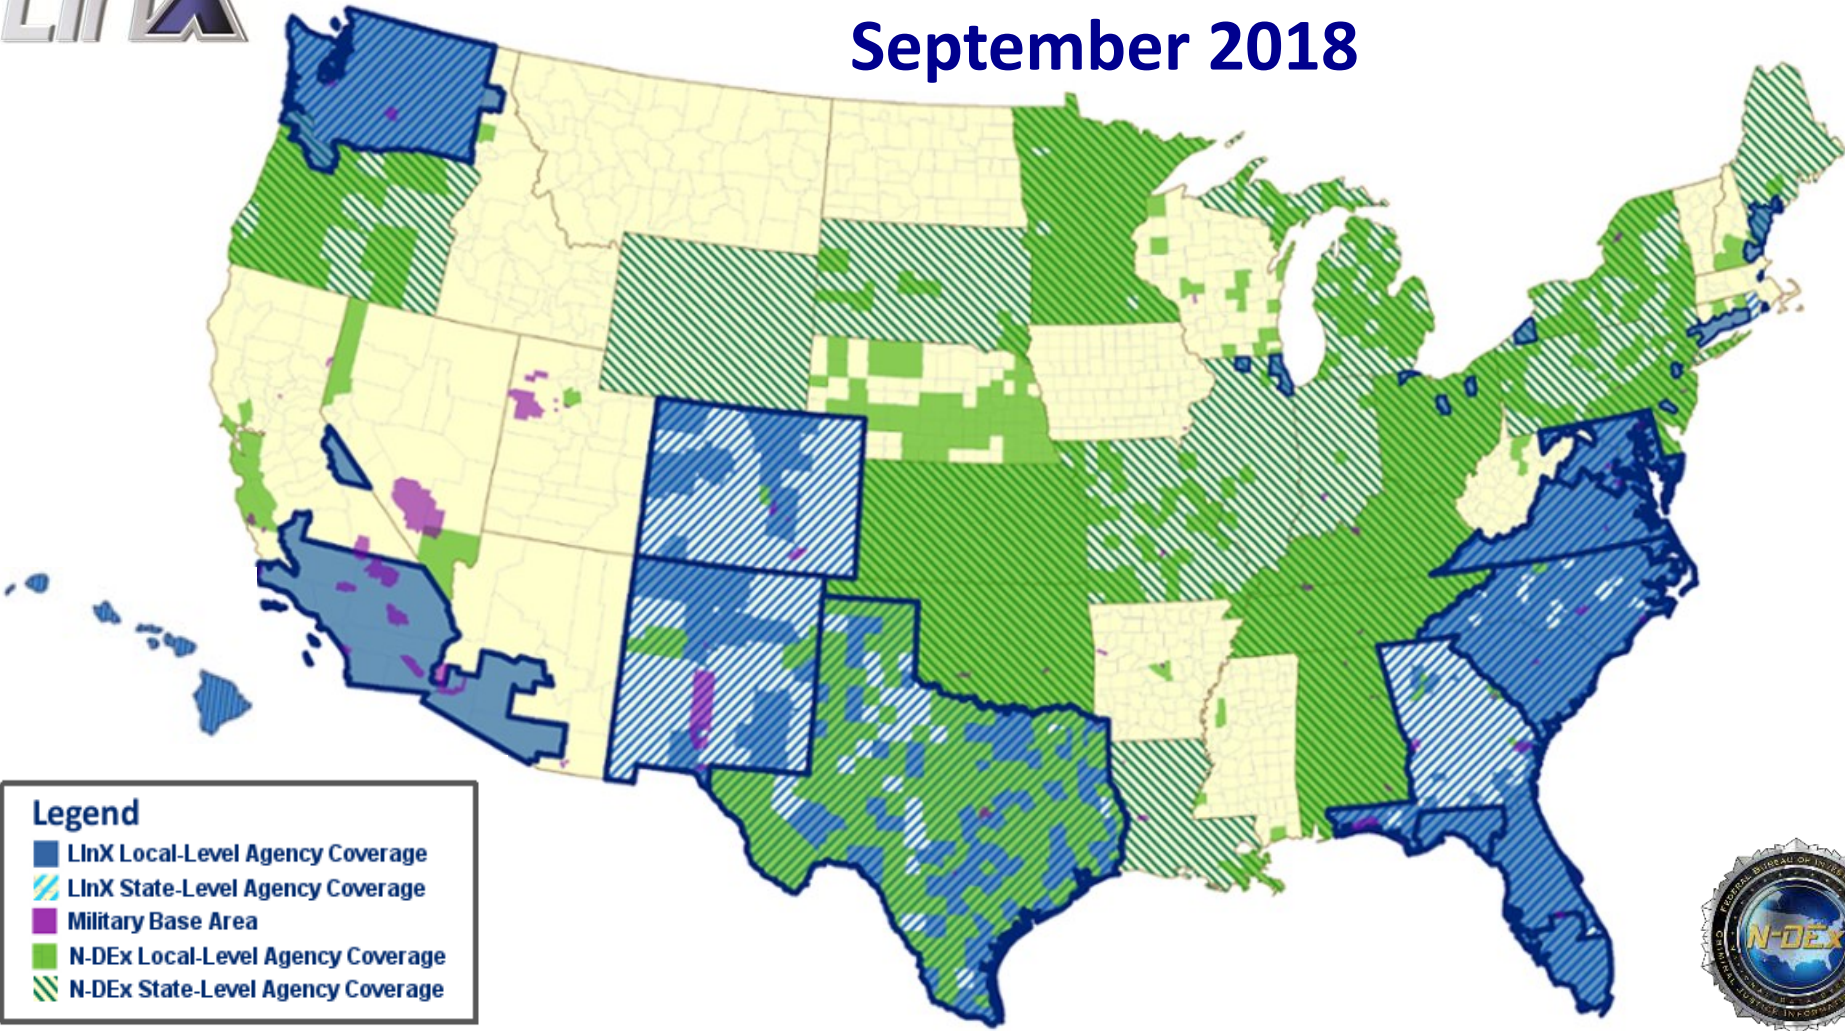 LInX
September 2018
Legend
LInX Local-Level Agency Coverage
LInX State-Level Agency Coverage
Military Base Area
N-DEx Local-Level Agency Coverage
N-DEx State-Level Agency Coverage
N-DEx